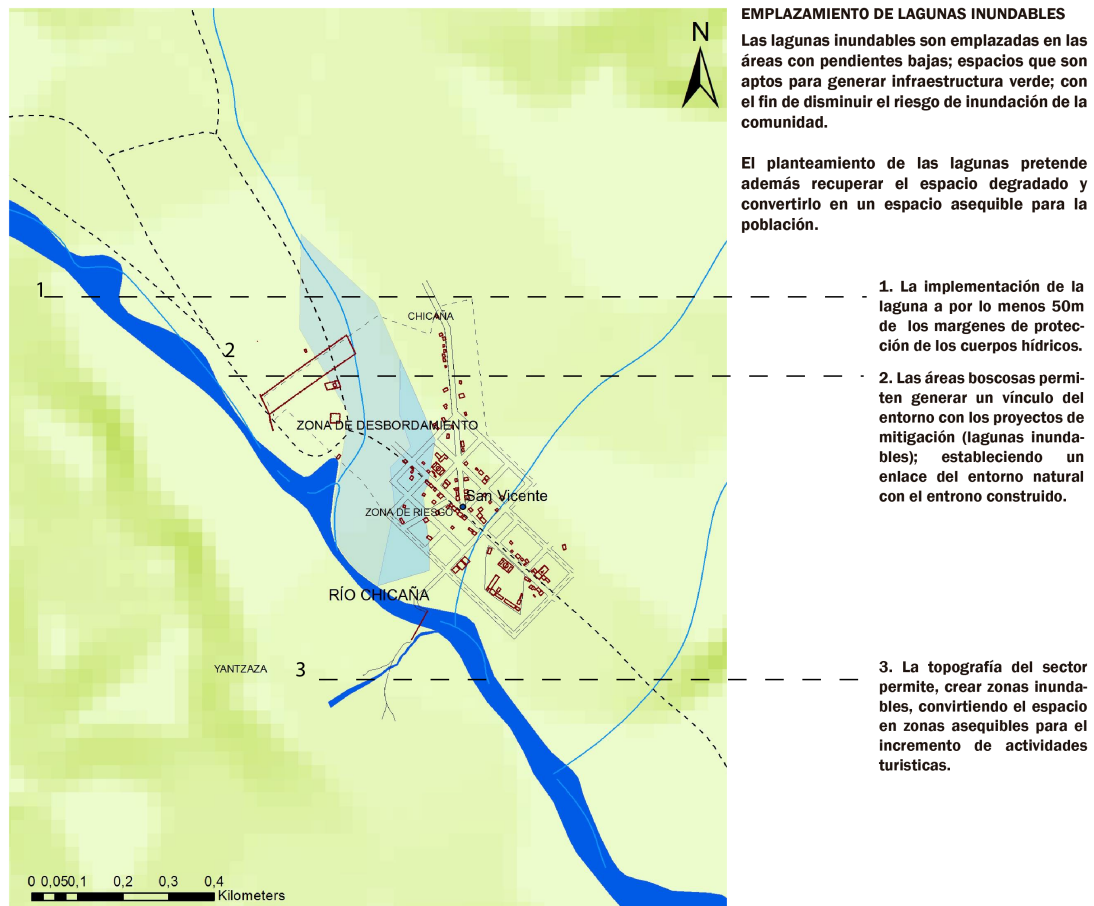 EMPLAZAMIENTO DE LAGUNAS INUNDABLES
Las lagunas inundables son emplazadas en las
áreas con pendientes bajas; espacios que son
aptos para generar infraestructura verde; con
el fin de disminuir el riesgo de inundación de la
comunidad.
El planteamiento de las lagunas pretende
además recuperar el espacio degradado y
convertirlo en un espacio asequible para la
población.
1. La implementación de la
laguna a por lo menos 50m
de los margenes de protec-
ción de los cuerpos hídricos.
2. Las áreas boscosas permi-
ten generar un vínculo del
entorno con los proyectos de
mitigación (lagunas inunda-
bles); estableciendo un
enlace del entorno natural
con el entrono construido.
3. La topografía del sector
permite, crear zonas inunda-
bles, convirtiendo el espacio
en zonas asequibles para el
incremento de actividades
turisticas.
N
1
CHICAÑA
2
ZONA DE DESBORDAMIENTO
San Vicente
ZONA DE RIESGO
RÍO CHICAÑA
YANTZAZA
3
0 0,050,1 0,2 0,3 0,4
Kilometers